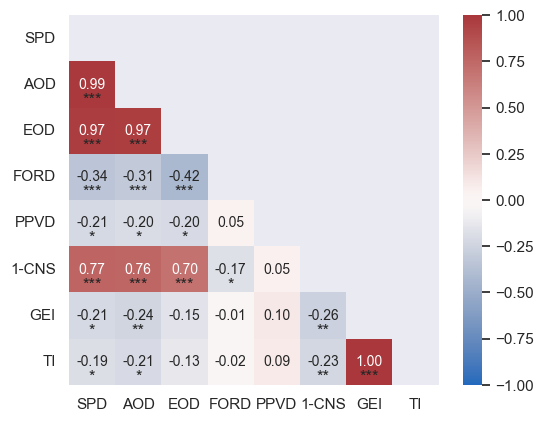 SPD
AOD 0.99
***
EOD 0.97 0.97
*** ***
FORD -0.34 -0.31 -0.42
*** *** ***
PPVD -0.21 -0.20 -0.20 0.05
* * *
1-CNS 0.77 0.76 0.70 -0.17 0.05
*** *** *** *
GEI -0.21 -0.24 -0.15 -0.01 0.10 -0.26
* ** **
TI -0.19 -0.21 -0.13 -0.02 0.09 -0.23 1.00
* * ** ***
SPD AOD EOD FORD PPVD 1-CNS GEI TI
1.00
0.75
0.50
0.25
0.00
−0.25
−0.50
−0.75
−1.00